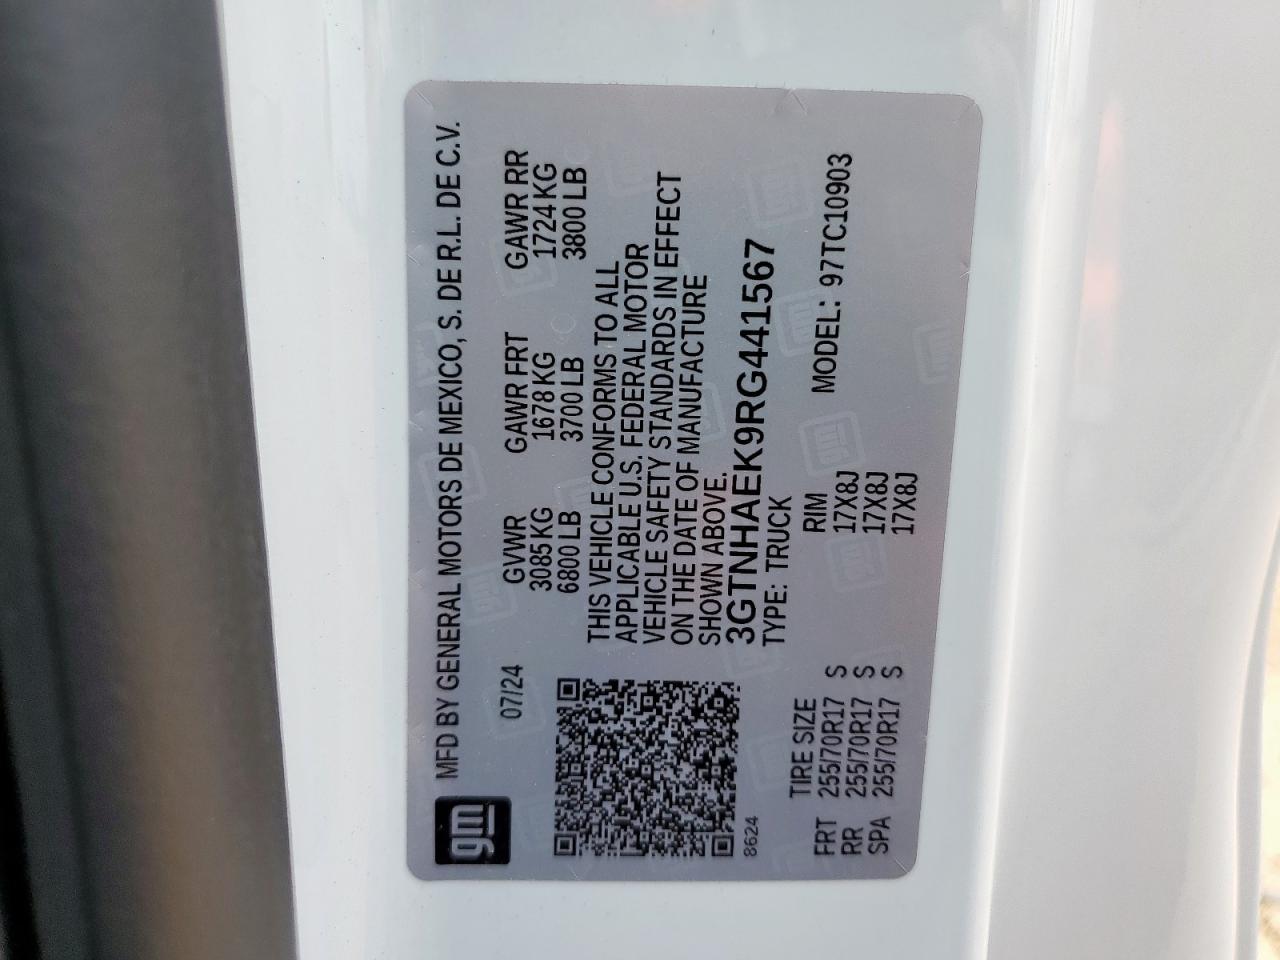 gm MFD BY GENERAL MOTORS DE MEXICO, S. DE R.L. DE C.V.
07/24 GVWR GAWR FRT GAWR RR
3085 KG 1678 KG 1724 KG
6800 LB 3700 LB 3800 LB
THIS VEHICLE CONFORMS TO ALL
APPLICABLE U.S. FEDERAL MOTOR
VEHICLE SAFETY STANDARDS IN EFFECT
ON THE DATE OF MANUFACTURE
SHOWN ABOVE.
3GTNHAEK9RG441567
8624 TYPE: TRUCK
TIRE SIZE RIM MODEL: 97TC10903
FRT 255/70R17 S 17X8J
RR 255/70R17 S 17X8J
SPA 255/70R17 S 17X8J